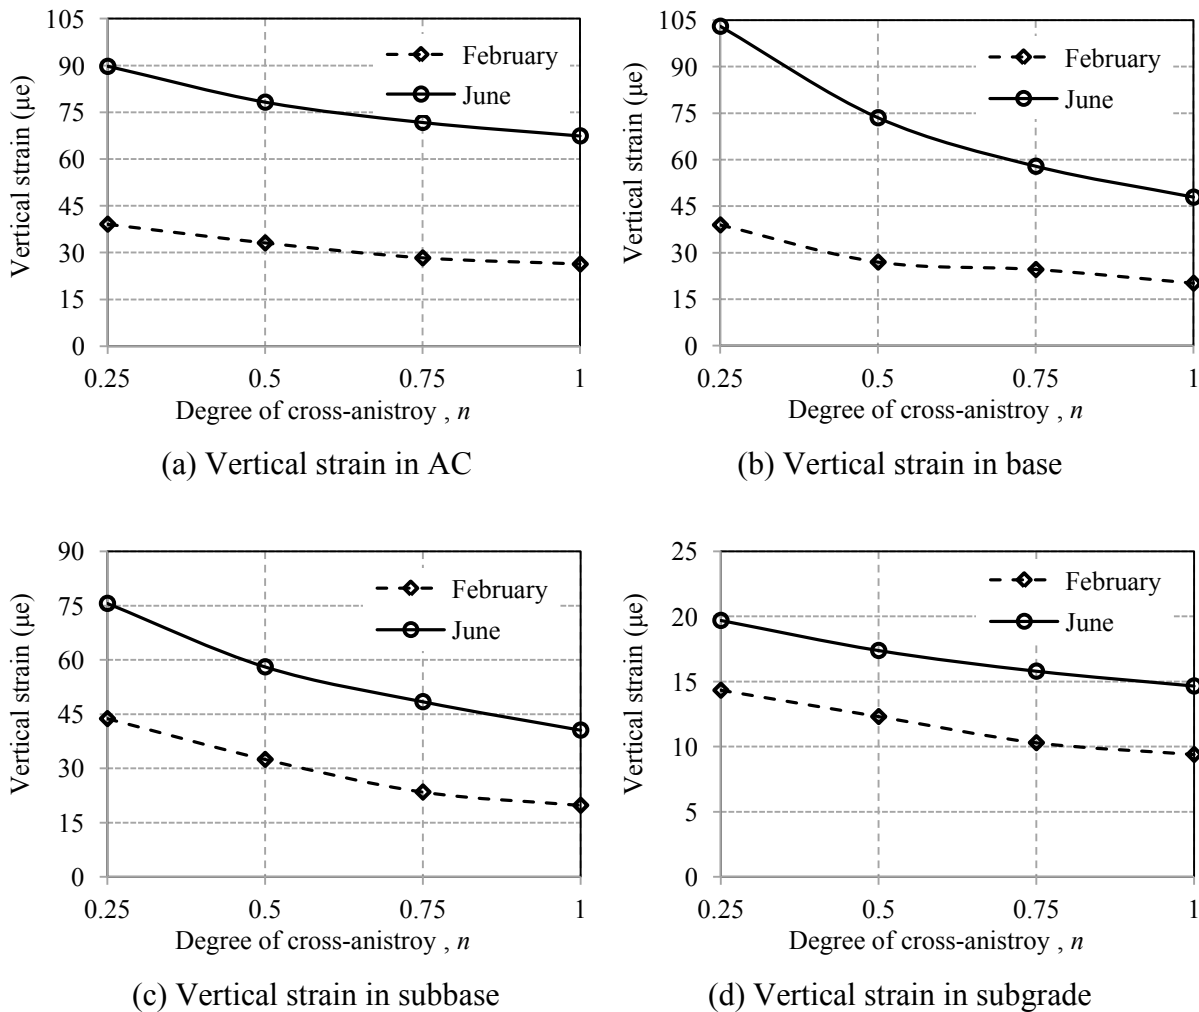 Vertical strain (µe)
105
90
75
60
45
30
15
0
February
June
0.25 0.5 0.75 1
Degree of cross-anistroy , n
(a) Vertical strain in AC
Vertical strain (µe)
105
90
75
60
45
30
15
0
February
June
0.25 0.5 0.75 1
Degree of cross-anistroy , n
(b) Vertical strain in base
Vertical strain (µe)
90
75
60
45
30
15
0
February
June
0.25 0.5 0.75 1
Degree of cross-anistroy , n
(c) Vertical strain in subbase
Vertical strain (µe)
25
20
15
10
5
0
February
June
0.25 0.5 0.75 1
Degree of cross-anistroy , n
(d) Vertical strain in subgrade